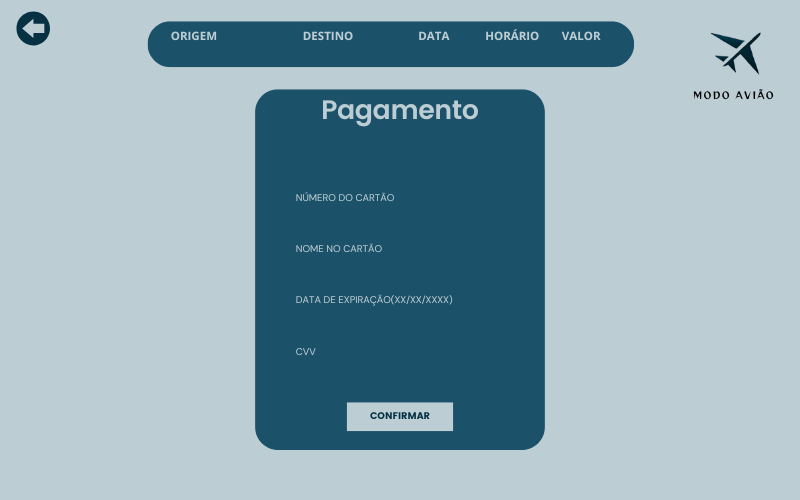 ORIGEM DESTINO DATA HORÁRIO VALOR
MODO AVIÃO
Pagamento
NÚMERO DO CARTÃO
NOME NO CARTÃO
DATA DE EXPIRAÇÃO(XX/XX/XXXX)
CVV
CONFIRMAR